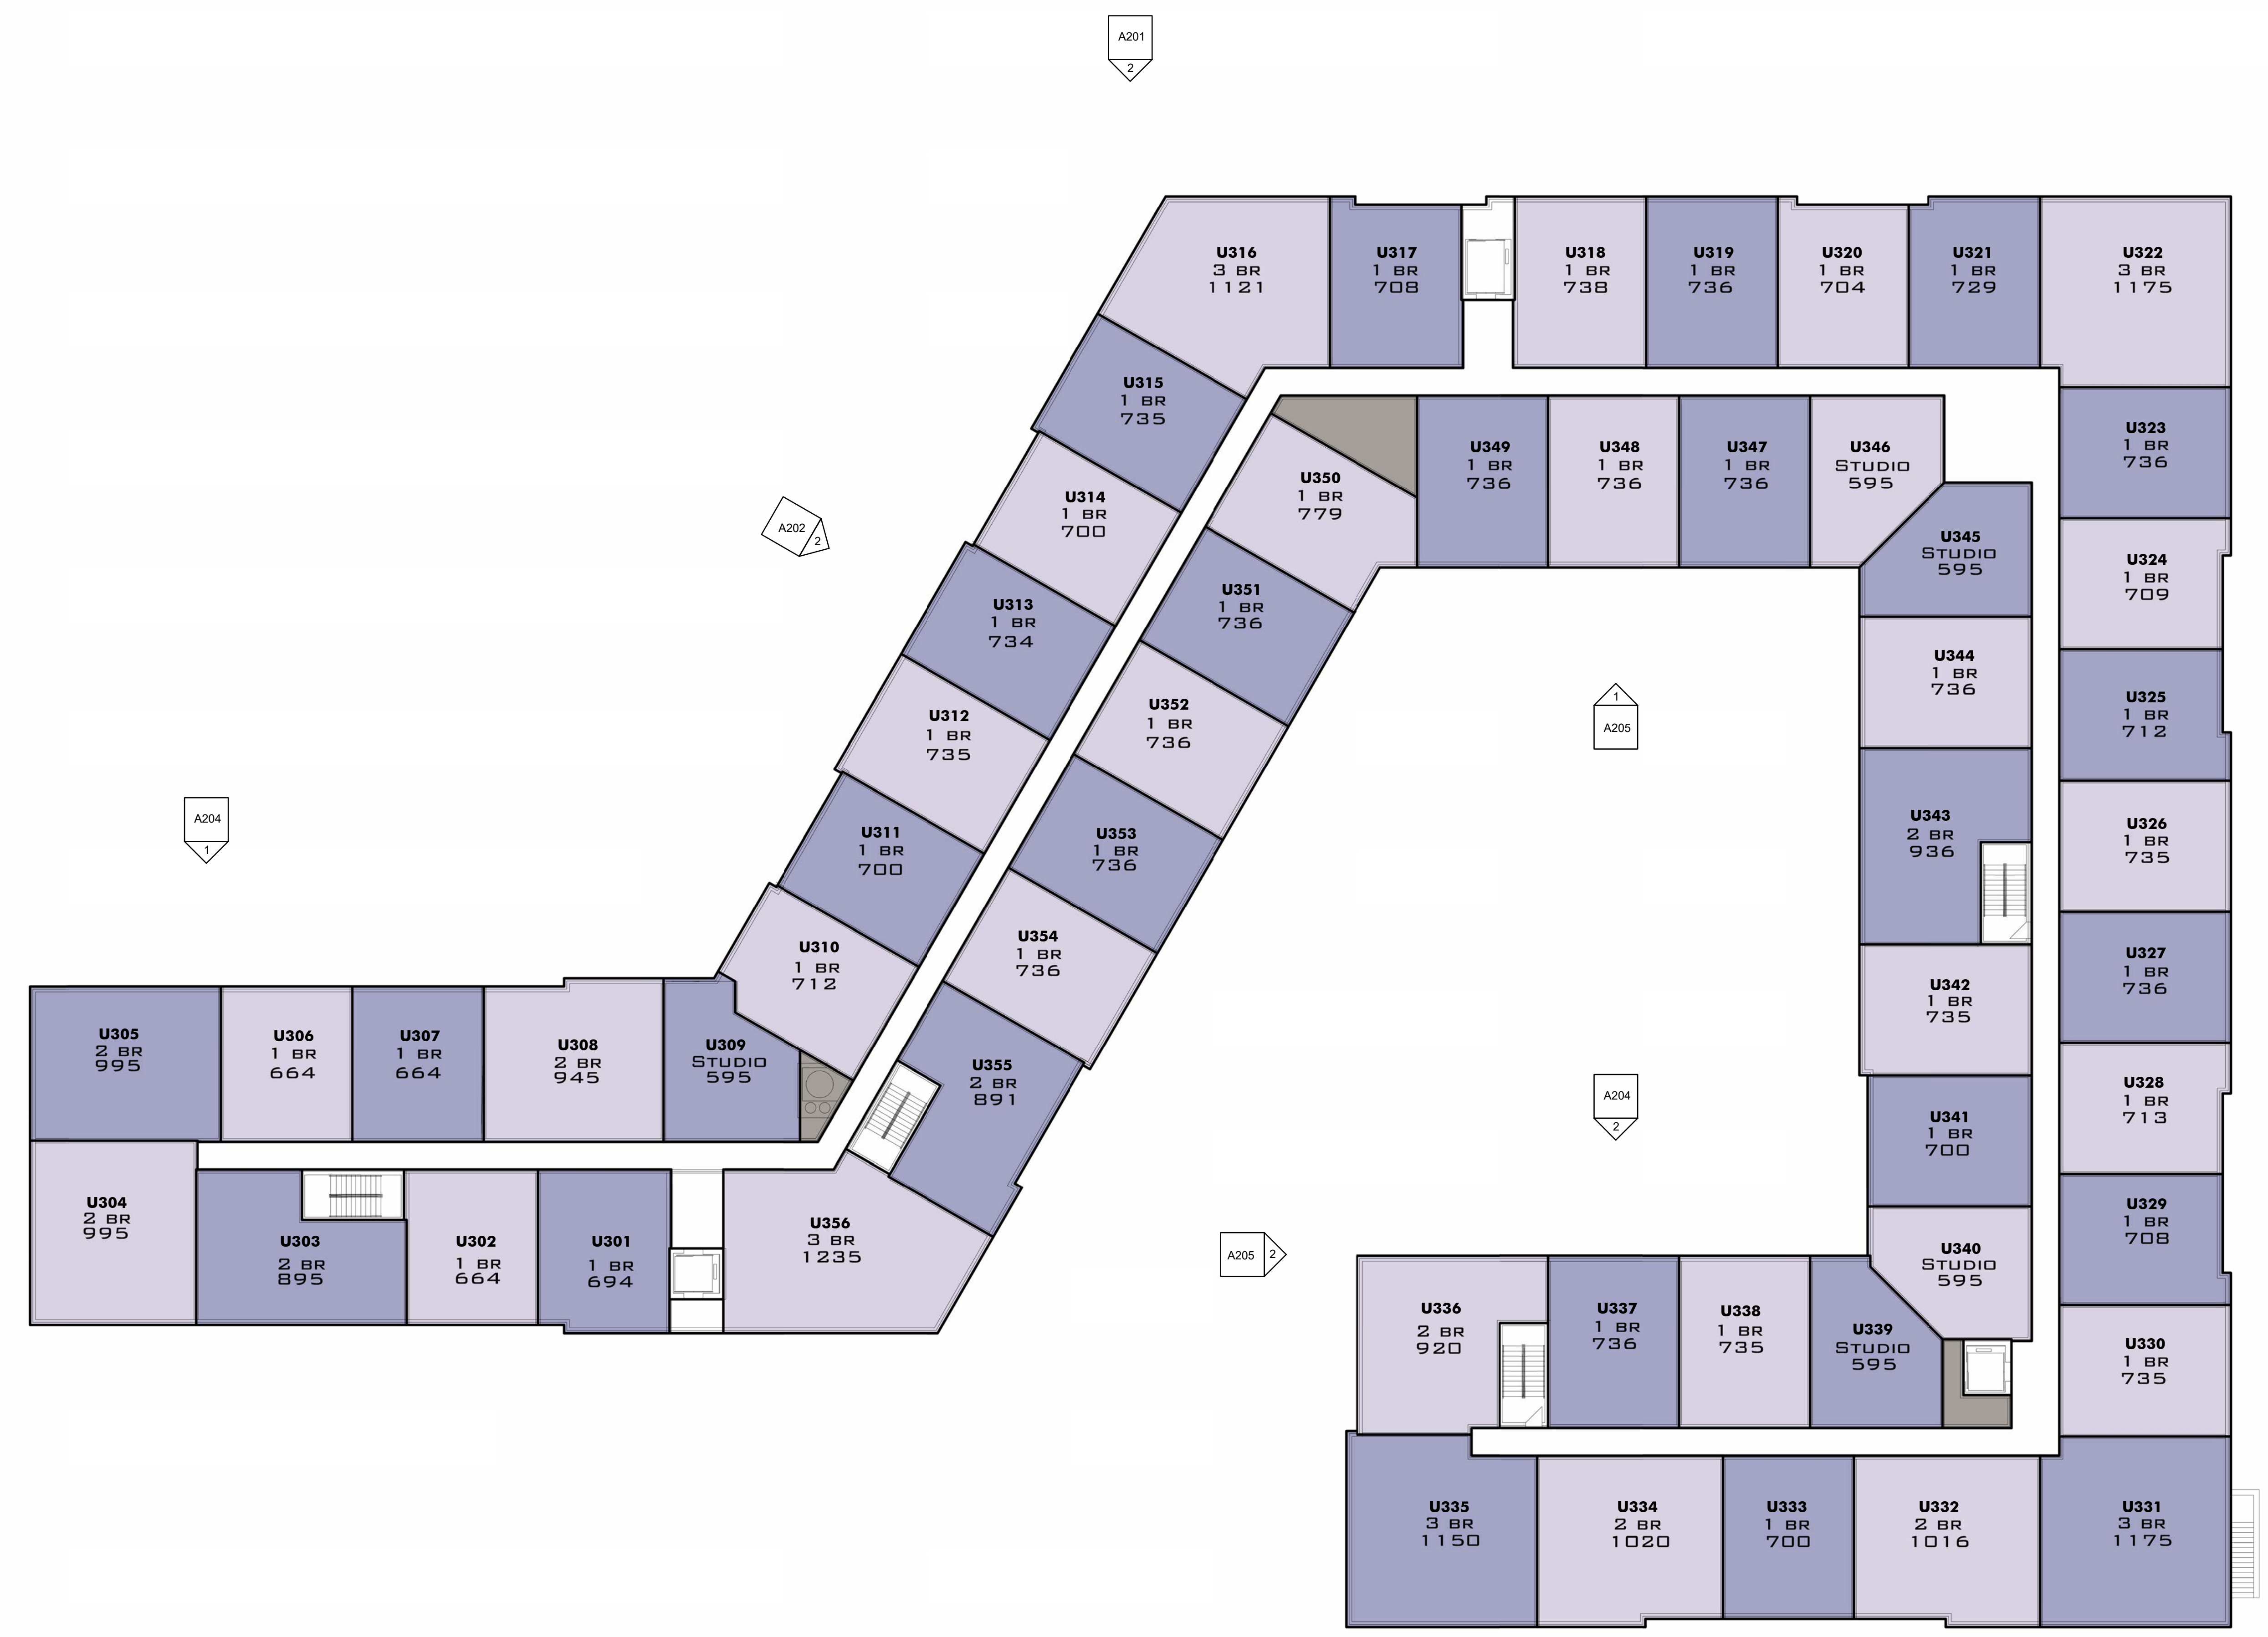 A201
2
U316
3 BR
1121
U317
1 BR
708
U318
1 BR
738
U319
1 BR
736
U320
1 BR
704
U321
1 BR
729
U322
3 BR
1175
U315
1 BR
735
U323
1 BR
736
U314
1 BR
700
U350
1 BR
779
U349
1 BR
736
U348
1 BR
736
U347
1 BR
736
U346
STUDIO
595
A202
2
U345
STUDIO
595
U324
1 BR
709
U313
1 BR
734
U351
1 BR
736
U344
1 BR
736
U325
1 BR
712
U312
1 BR
735
U352
1 BR
736
1
A205
A204
1
U311
1 BR
700
U353
1 BR
736
U343
2 BR
936
U326
1 BR
735
U310
1 BR
712
U354
1 BR
736
U342
1 BR
735
U327
1 BR
736
U305
2 BR
995
U306
1 BR
664
U307
1 BR
664
U308
2 BR
945
U309
STUDIO
595
U355
2 BR
891
A204
2
U341
1 BR
700
U328
1 BR
713
U304
2 BR
995
U303
2 BR
895
U302
1 BR
664
U301
1 BR
694
U356
3 BR
1235
A205
2
U340
STUDIO
595
U329
1 BR
708
U336
2 BR
920
U337
1 BR
736
U338
1 BR
735
U339
STUDIO
595
U330
1 BR
735
U335
3 BR
1150
U334
2 BR
1020
U333
1 BR
700
U332
2 BR
1016
U331
3 BR
1175